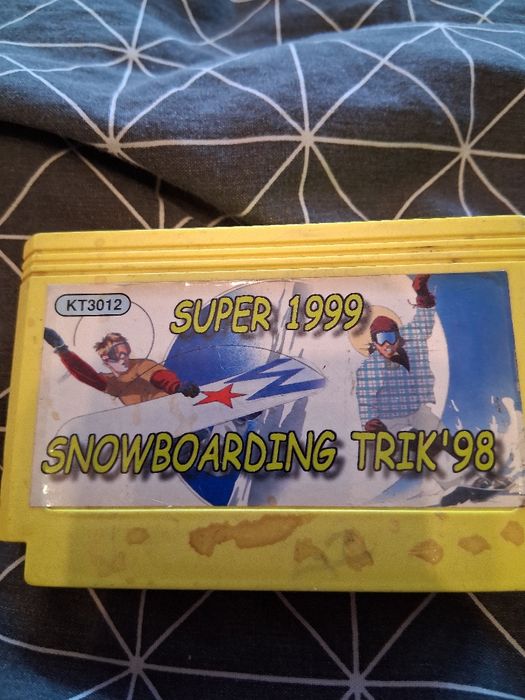 KT3012
SUPER 1999
SNOWBOARDING TRIK'98